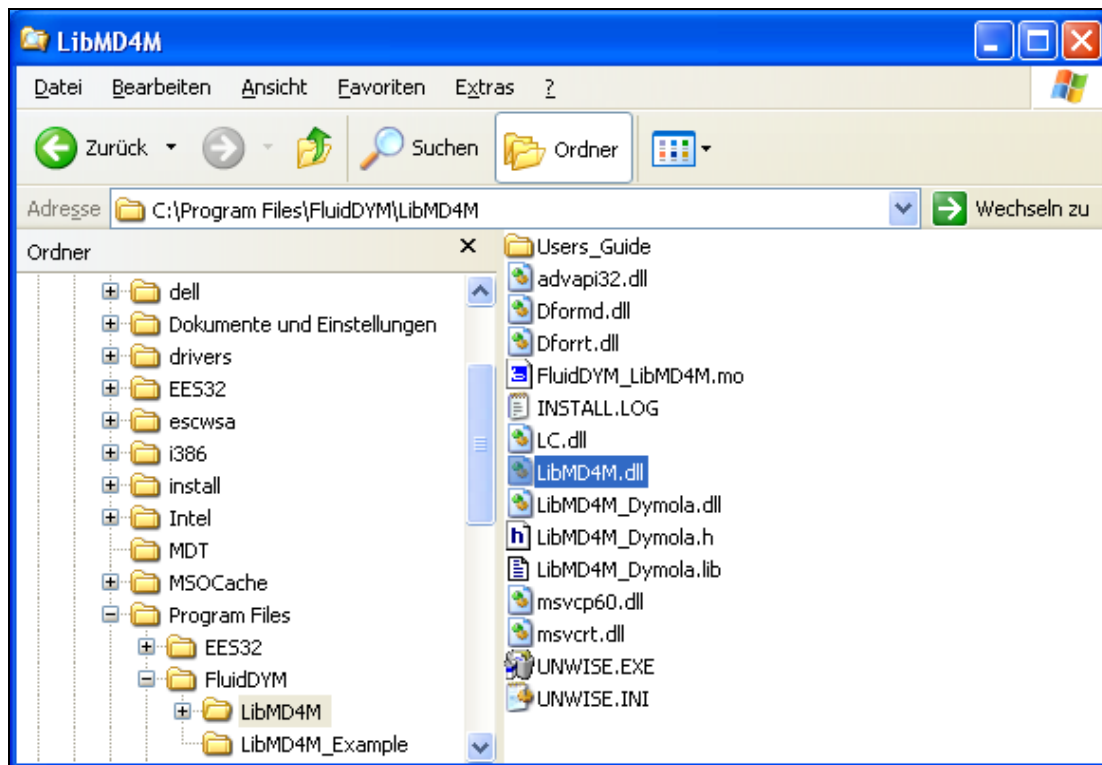 LibMD4M
Datei Bearbeiten Ansicht Favoriten Extras ?
Zurück Suchen Ordner
Adresse C:\Program Files\FluidDYM\LibMD4M Wechseln zu
Ordner
dell
Dokumente und Einstellungen
drivers
EES32
escwsa
i386
install
Intel
MDT
MSOCache
Program Files
EES32
FluidDYM
LibMD4M
LibMD4M_Example
Users_Guide
advapi32.dll
Dformd.dll
Dforrt.dll
FluidDYM_LibMD4M.mo
INSTALL.LOG
LC.dll
LibMD4M.dll
LibMD4M_Dymola.dll
LibMD4M_Dymola.h
LibMD4M_Dymola.lib
msvcp60.dll
msvcrt.dll
UNWISE.EXE
UNWISE.INI